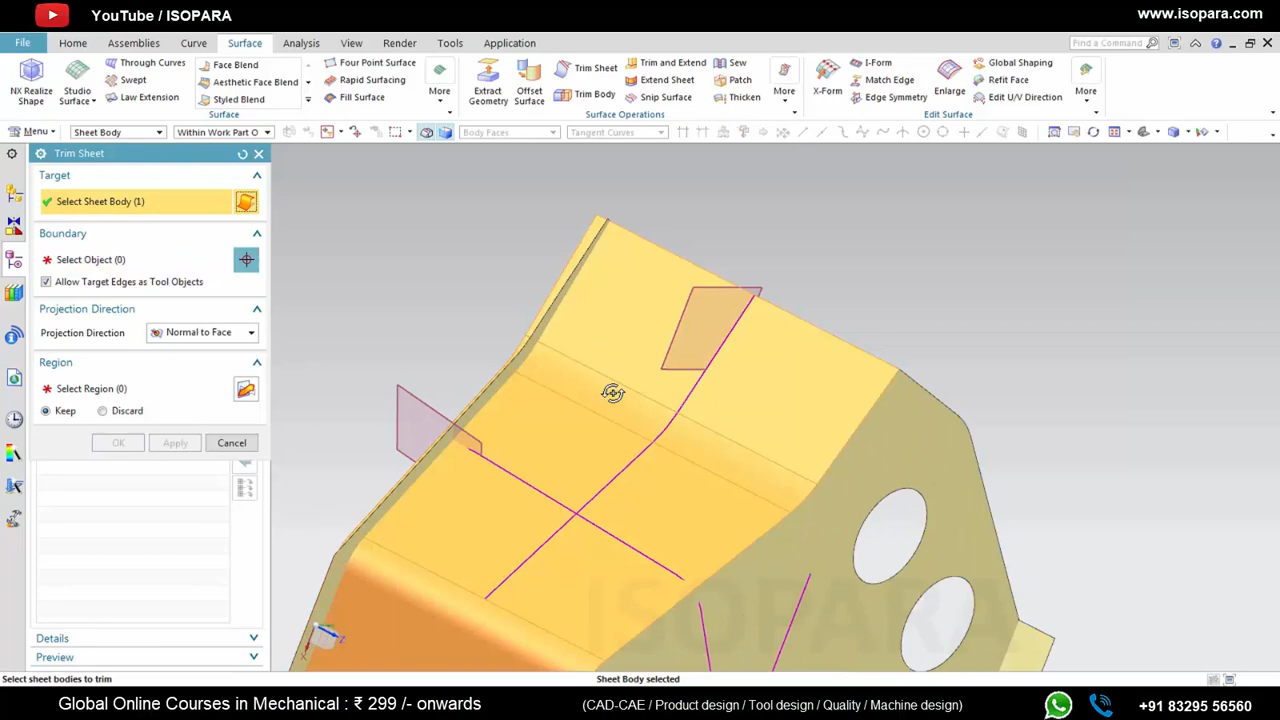 YouTube / ISOPARA
www.isopara.com
File Home Assemblies Curve Surface Analysis View Render Tools Application Find a Command
NX Realize Shape
Studio Surface
Through Curves
Swept
Law Extension
Face Blend
Aesthetic Face Blend
Styled Blend
Four Point Surface
Rapid Surfacing
Fill Surface
More
Surface
Extract Geometry
Offset Surface
Trim Sheet
Trim Body
Trim and Extend
Extend Sheet
Snip Surface
Sew
Patch
Thicken
More
Surface Operations
X-Form
I-Form
Match Edge
Edge Symmetry
Enlarge
Global Shaping
Refit Face
Edit U/V Direction
More
Edit Surface
Menu Sheet Body Within Work Part O Body Faces Tangent Curves
Trim Sheet
Target
Select Sheet Body (1)
Boundary
* Select Object (0)
Allow Target Edges as Tool Objects
Projection Direction
Projection Direction Normal to Face
Region
* Select Region (0)
Keep Discard
OK Apply Cancel
Details
Preview
ISOPARA
X Z
Select sheet bodies to trim
Sheet Body selected
Global Online Courses in Mechanical : ₹ 299 /- onwards
(CAD-CAE / Product design / Tool design / Quality / Machine design)
+91 83295 56560